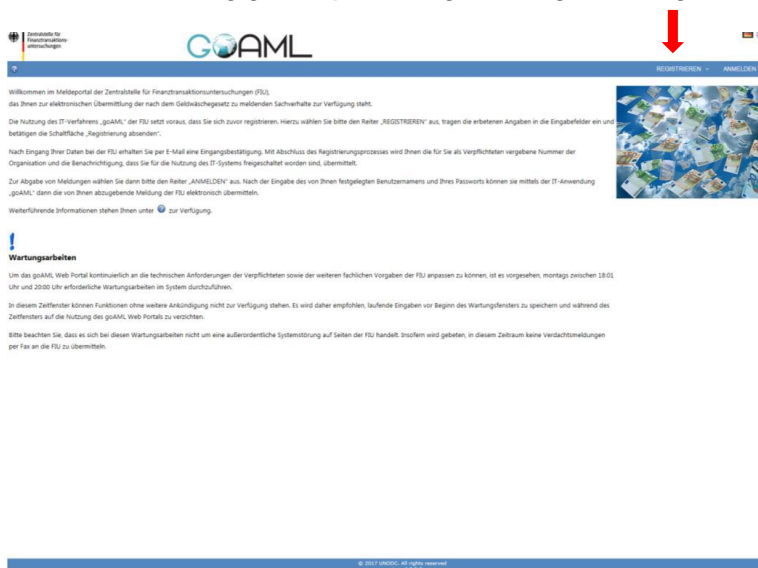 Zentralstelle für
Finanztransaktions-
untersuchungen
GOAML
REGISTRIEREN
ANMELDEN
Willkommen im Meldeportal der Zentralstelle für Finanztransaktionsuntersuchungen (FIU),
das Ihnen zur elektronischen Übermittlung der nach dem Geldwäschegesetz zu meldenden Sachverhalte zur Verfügung steht.
Die Nutzung des IT-Verfahrens „goAML“ der FIU setzt voraus, dass Sie sich zuvor registrieren. Hierzu wählen Sie bitte den Reiter „REGISTRIEREN“ aus, tragen die erbetenen Angaben in die Eingabefelder ein und
betätigen die Schaltfläche „Registrierung absenden“.
Nach Eingang Ihrer Daten bei der FIU erhalten Sie per E-Mail eine Eingangsbestätigung. Mit Abschluss des Registrierungsprozesses wird Ihnen die für Sie als Verpflichteten vergebene Nummer der
Organisation und die Benachrichtigung, dass Sie für die Nutzung des IT-Systems freigeschaltet worden sind, übermittelt.
Zur Abgabe von Meldungen wählen Sie dann bitte den Reiter „ANMELDEN“ aus. Nach der Eingabe des von Ihnen festgelegten Benutzernamens und Ihres Passworts können sie mittels der IT-Anwendung
„goAML“ dann die von Ihnen abzugebende Meldung der FIU elektronisch übermitteln.
Weiterführende Informationen stehen Ihnen unter ? zur Verfügung.
!
Wartungsarbeiten
Um das goAML Web Portal kontinuierlich an die technischen Anforderungen der Verpflichteten sowie der weiteren fachlichen Vorgaben der FIU anpassen zu können, ist es vorgesehen, montags zwischen 18:01
Uhr und 20:00 Uhr erforderliche Wartungsarbeiten im System durchzuführen.
In diesem Zeitfenster können Funktionen ohne weitere Ankündigung nicht zur Verfügung stehen. Es wird daher empfohlen, laufende Eingaben vor Beginn des Wartungsfensters zu speichern und während des
Zeitfensters auf die Nutzung des goAML Web Portals zu verzichten.
Bitte beachten Sie, dass es sich bei diesen Wartungsarbeiten nicht um eine außerordentliche Systemstörung auf Seiten der FIU handelt. Insofern wird gebeten, in diesem Zeitraum keine Verdachtsmeldungen
per Fax an die FIU zu übermitteln.
© 2017 UNODC. All rights reserved